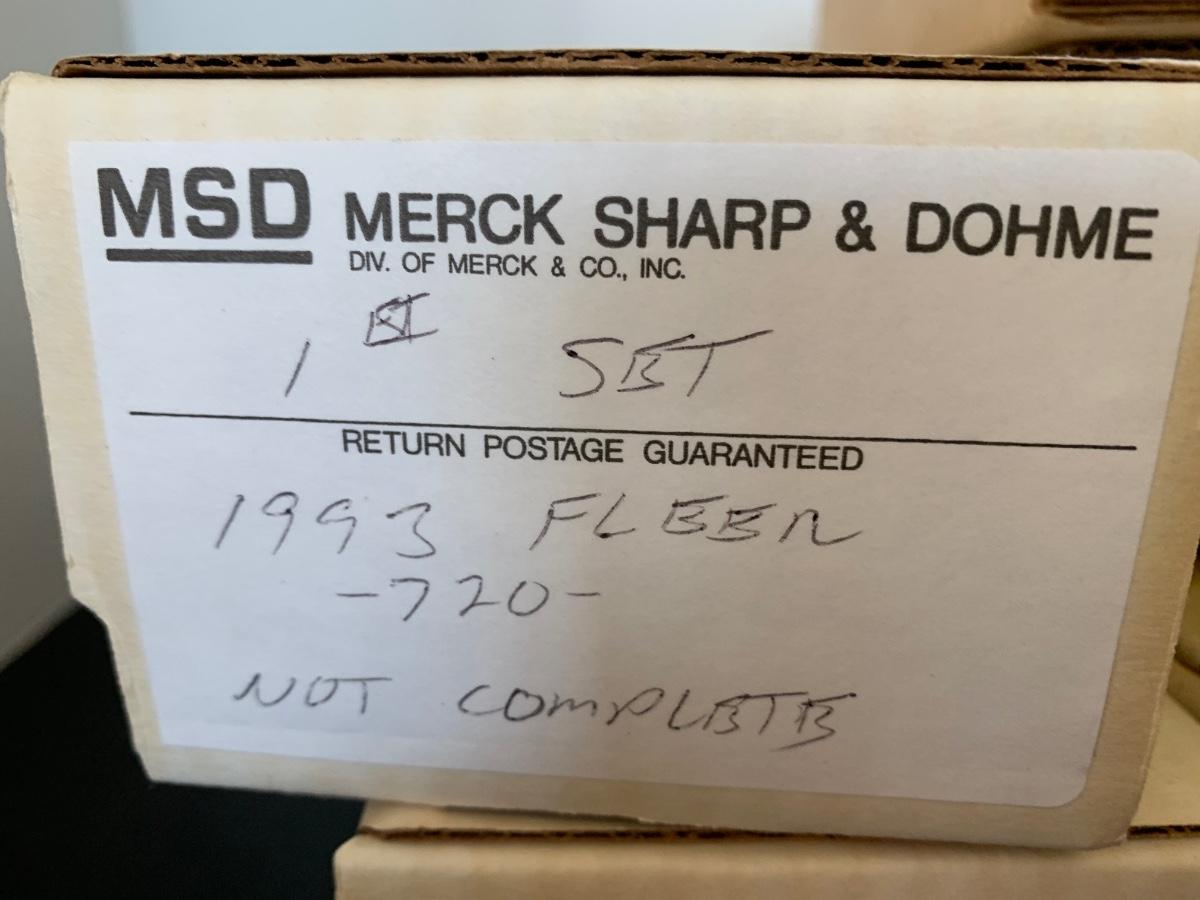 MSD MERCK SHARP & DOHME
DIV. OF MERCK & CO., INC.
1 ST SET
RETURN POSTAGE GUARANTEED
1993 FLEER
-720-
NOT COMPLETE